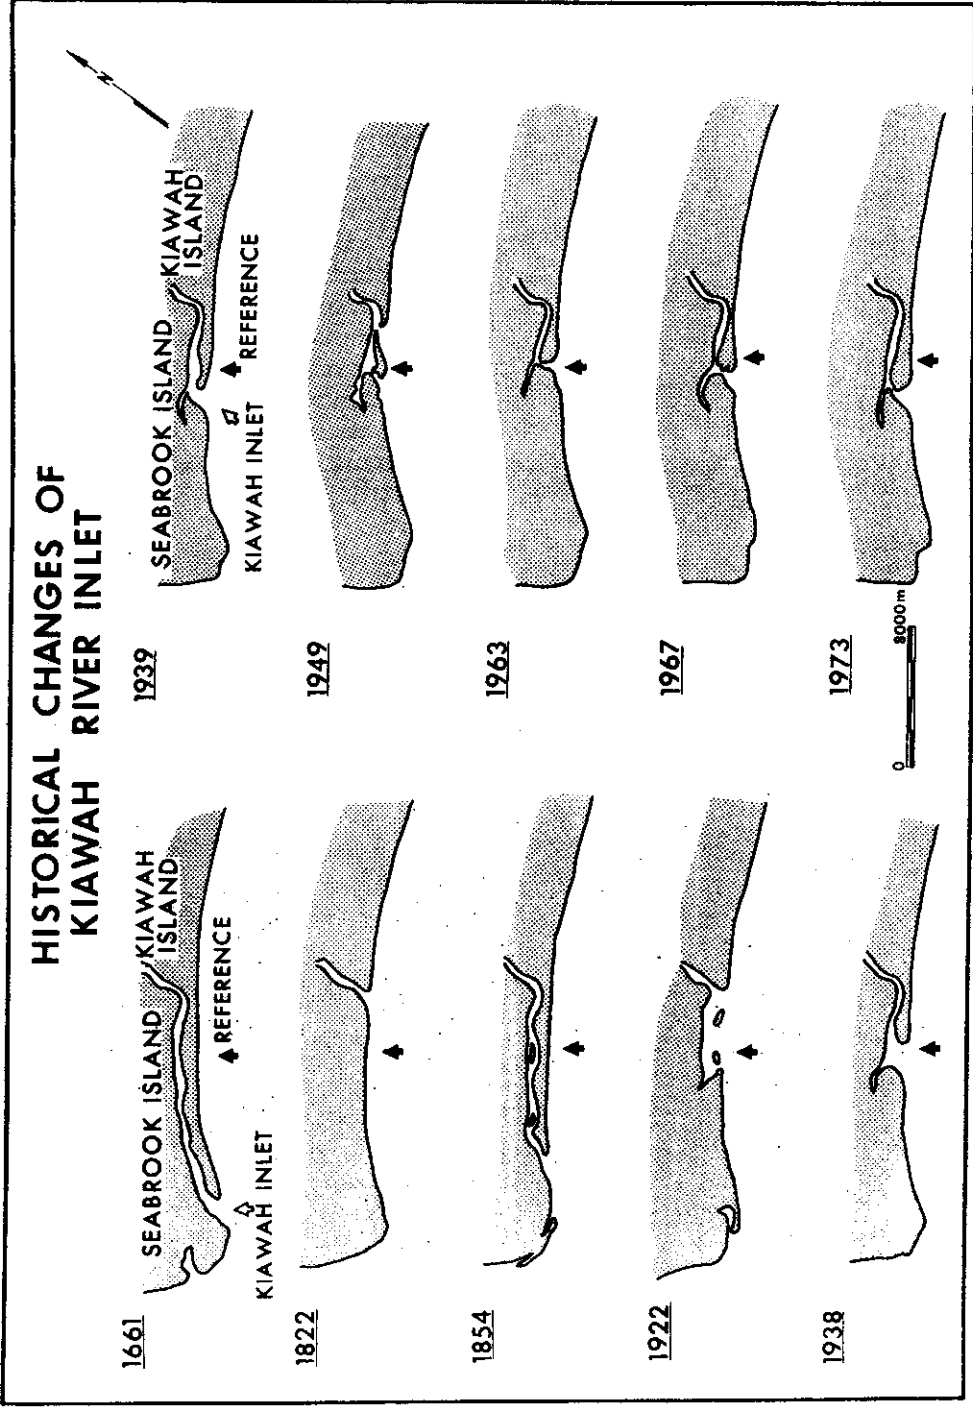 HISTORICAL CHANGES OF
KIAWAH RIVER INLET
N
1661
SEABROOK ISLAND
KIAWAH
ISLAND
REFERENCE
KIAWAH INLET
1822
1854
1922
1938
1939
SEABROOK ISLAND
KIAWAH
ISLAND
REFERENCE
KIAWAH INLET
1949
1963
1967
1973
0 8000m